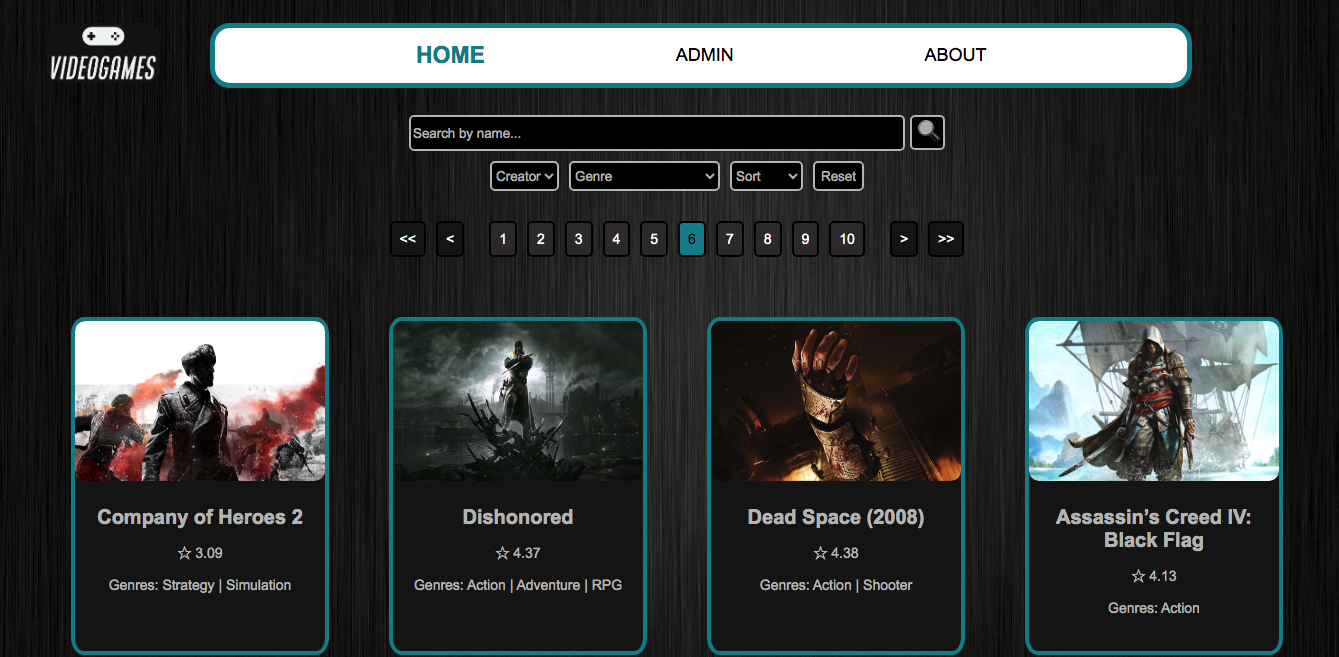 VIDEOGAMES
HOME ADMIN ABOUT
Search by name...
Creator Genre Sort Reset
<< < 1 2 3 4 5 6 7 8 9 10 > >>
Company of Heroes 2
☆ 3.09
Genres: Strategy | Simulation
Dishonored
☆ 4.37
Genres: Action | Adventure | RPG
Dead Space (2008)
☆ 4.38
Genres: Action | Shooter
Assassin’s Creed IV:
Black Flag
☆ 4.13
Genres: Action